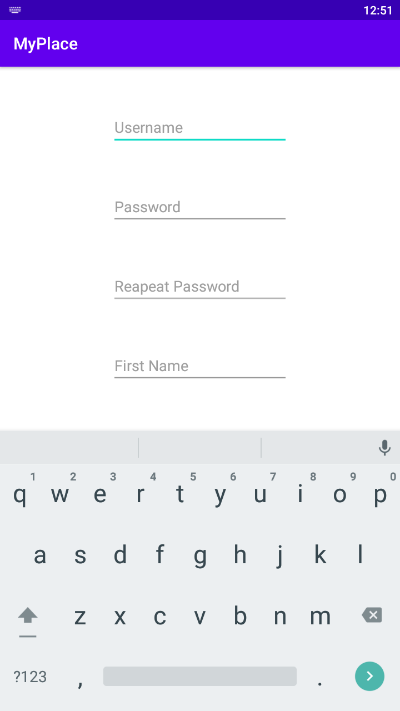 12:51
MyPlace
Username
Password
Reapeat Password
First Name
1 2 3 4 5 6 7 8 9 0
q w e r t y u i o p
a s d f g h j k l
z x c v b n m
?123 , .